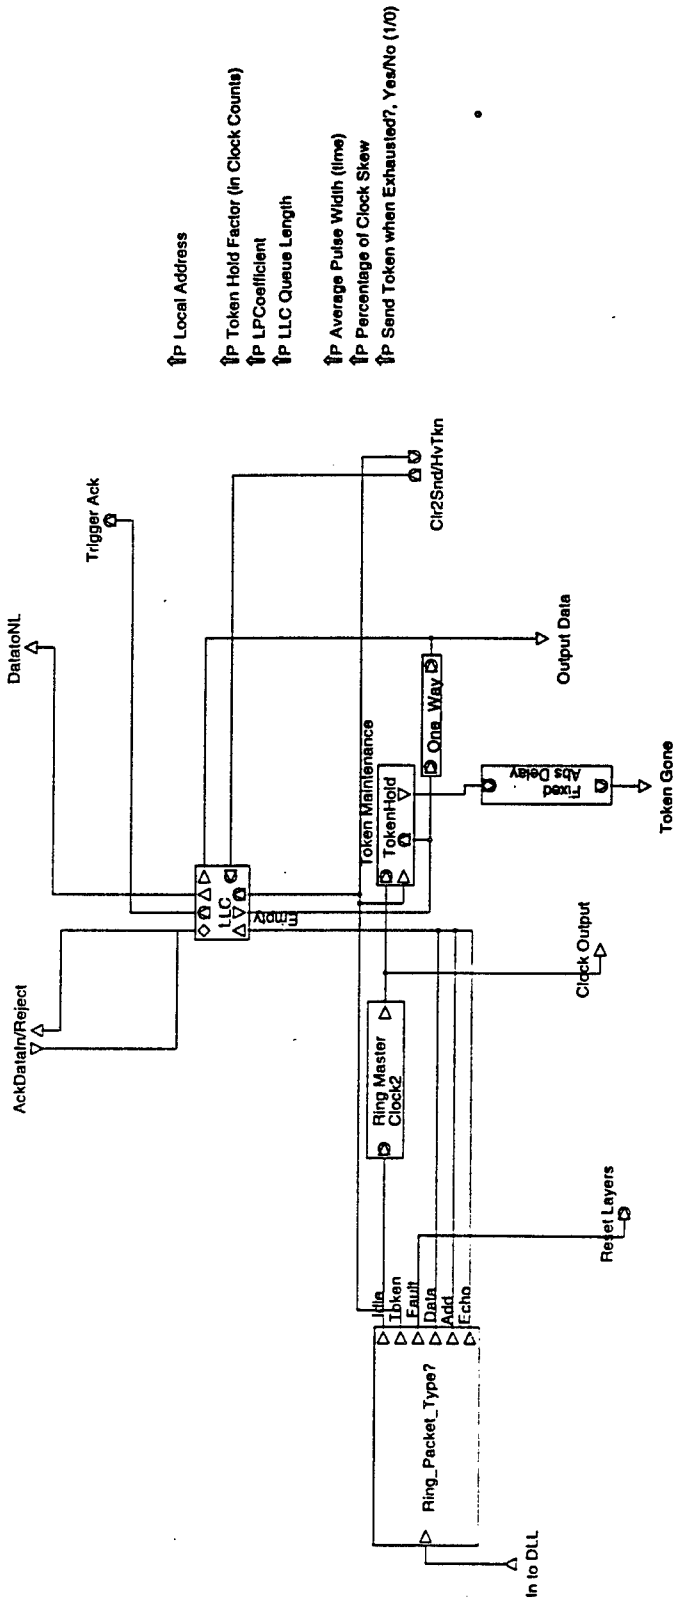 In to DLL
Ring_Packet_Type?
Idle
Token
Fault
Data
Add
Echo
Reset Layers
Ring Master
Clock2
Clock Output
AckDataIn/Reject
LLC
Empty
DatatoNL
Trigger Ack
Token Maintenance
TokenHold
One_Way
Fixed
Abs Delay
Token Gone
Output Data
Clr2Snd/HvTkn
⇑P Local Address
⇑P Token Hold Factor (in Clock Counts)
⇑P LPCoefficient
⇑P LLC Queue Length
⇑P Average Pulse Width (time)
⇑P Percentage of Clock Skew
⇑P Send Token when Exhausted?, Yes/No (1/0)